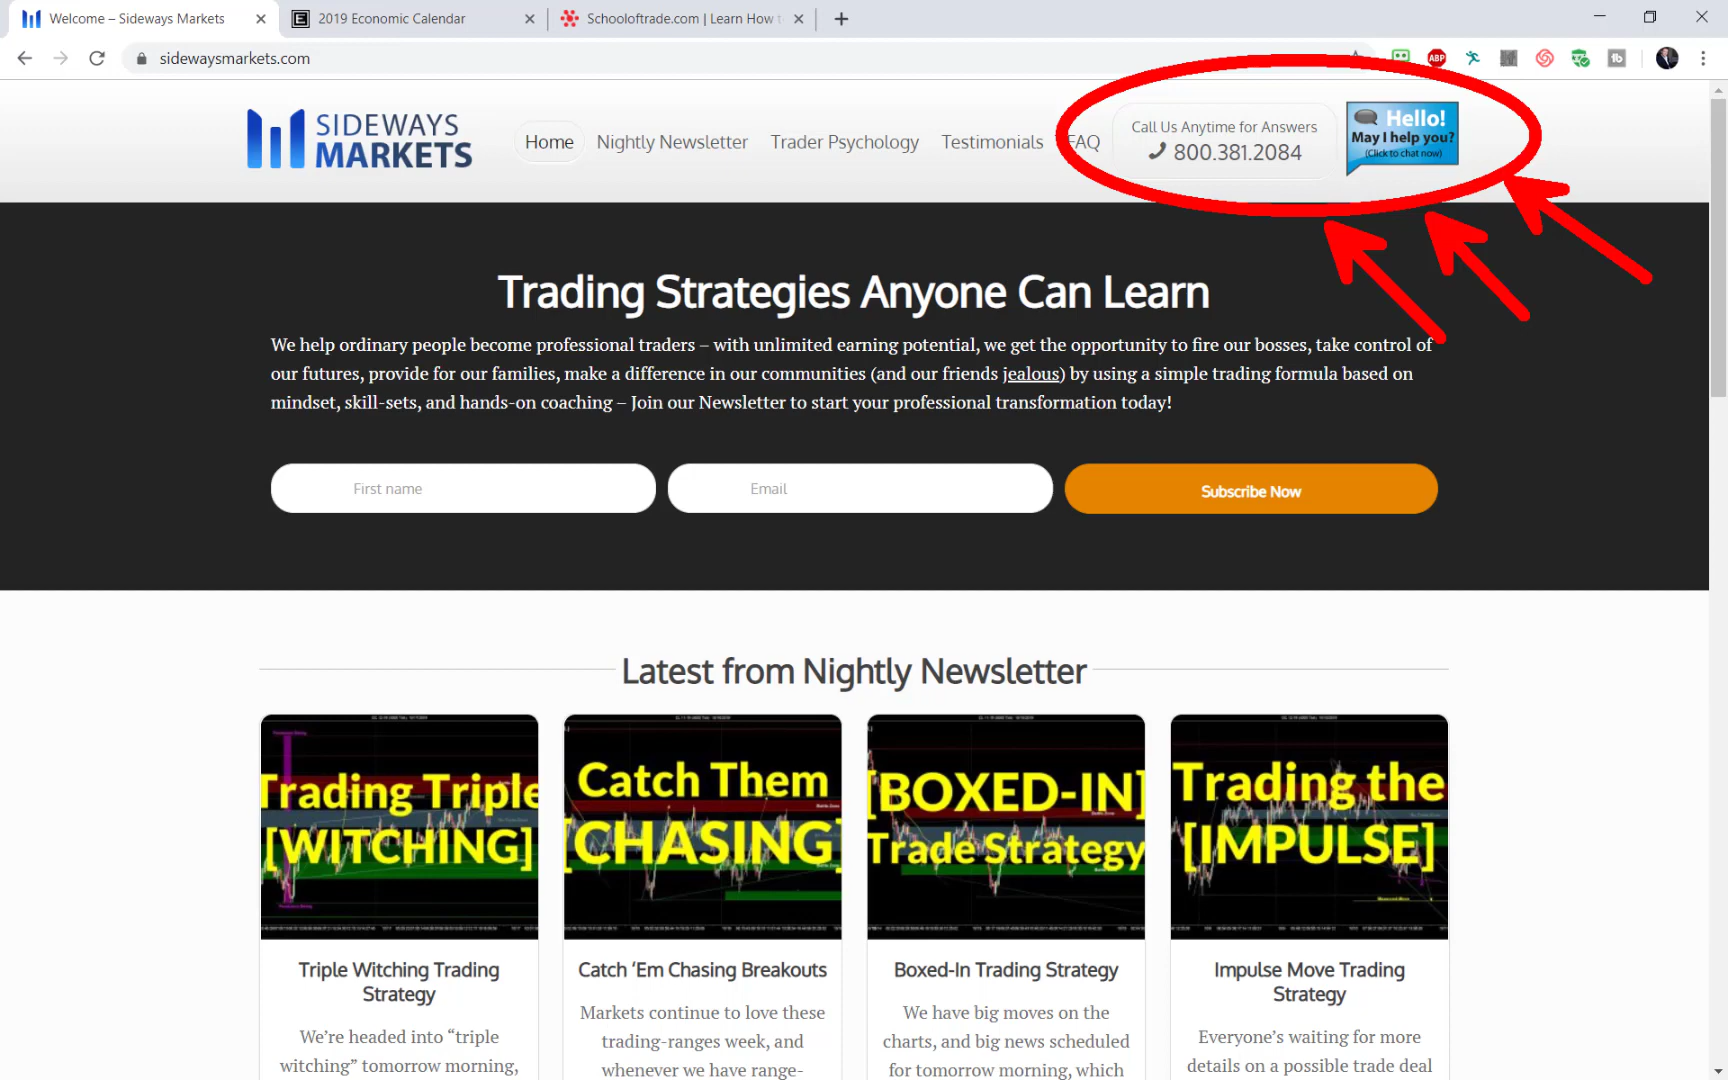 Welcome – Sideways Markets
2019 Economic Calendar
Schooloftrade.com | Learn How t
sidewaysmarkets.com
ABP
SIDEWAYS
MARKETS
Home
Nightly Newsletter
Trader Psychology
Testimonials
FAQ
Call Us Anytime for Answers
800.381.2084
Hello!
May I help you?
(Click to chat now)
Trading Strategies Anyone Can Learn
We help ordinary people become professional traders – with unlimited earning potential, we get the opportunity to fire our bosses, take control of
our futures, provide for our families, make a difference in our communities (and our friends jealous) by using a simple trading formula based on
mindset, skill-sets, and hands-on coaching – Join our Newsletter to start your professional transformation today!
First name
Email
Subscribe Now
Latest from Nightly Newsletter
Trading Triple
[WITCHING]
Catch Them
[CHASING]
[BOXED-IN]
Trade Strategy
Trading the
[IMPULSE]
Triple Witching Trading
Strategy
We’re headed into “triple
witching” tomorrow morning,
Catch ‘Em Chasing Breakouts
Markets continue to love these
trading-ranges week, and
whenever we have range-
Boxed-In Trading Strategy
We have big moves on the
charts, and big news scheduled
for tomorrow morning, which
Impulse Move Trading
Strategy
Everyone’s waiting for more
details on a possible trade deal